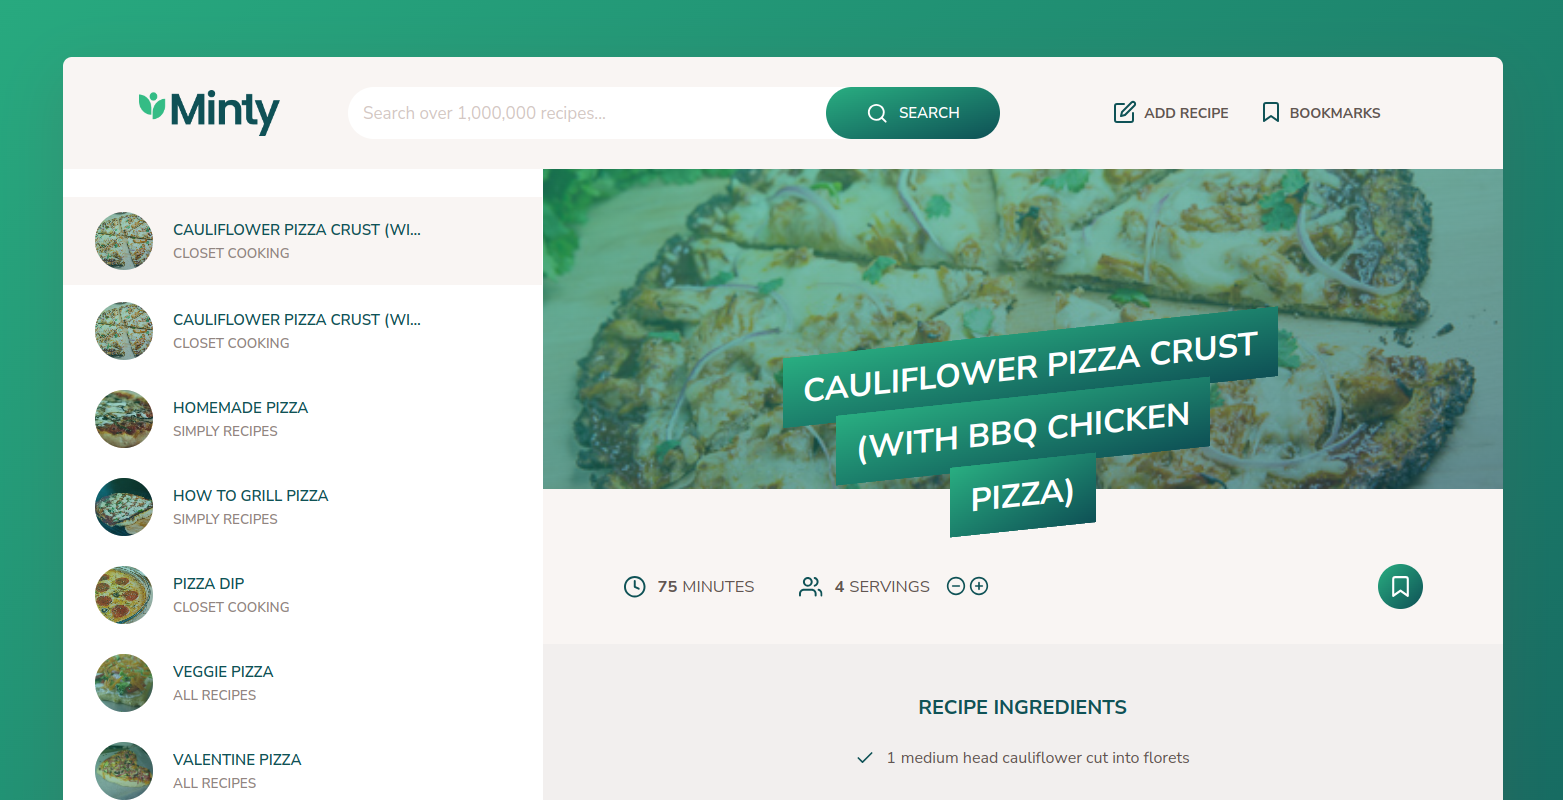 Minty
Search over 1,000,000 recipes...
SEARCH
ADD RECIPE
BOOKMARKS
CAULIFLOWER PIZZA CRUST (WI...
CLOSET COOKING
CAULIFLOWER PIZZA CRUST (WI...
CLOSET COOKING
HOMEMADE PIZZA
SIMPLY RECIPES
HOW TO GRILL PIZZA
SIMPLY RECIPES
PIZZA DIP
CLOSET COOKING
VEGGIE PIZZA
ALL RECIPES
VALENTINE PIZZA
ALL RECIPES
CAULIFLOWER PIZZA CRUST
(WITH BBQ CHICKEN
PIZZA)
75 MINUTES
4 SERVINGS
RECIPE INGREDIENTS
1 medium head cauliflower cut into florets